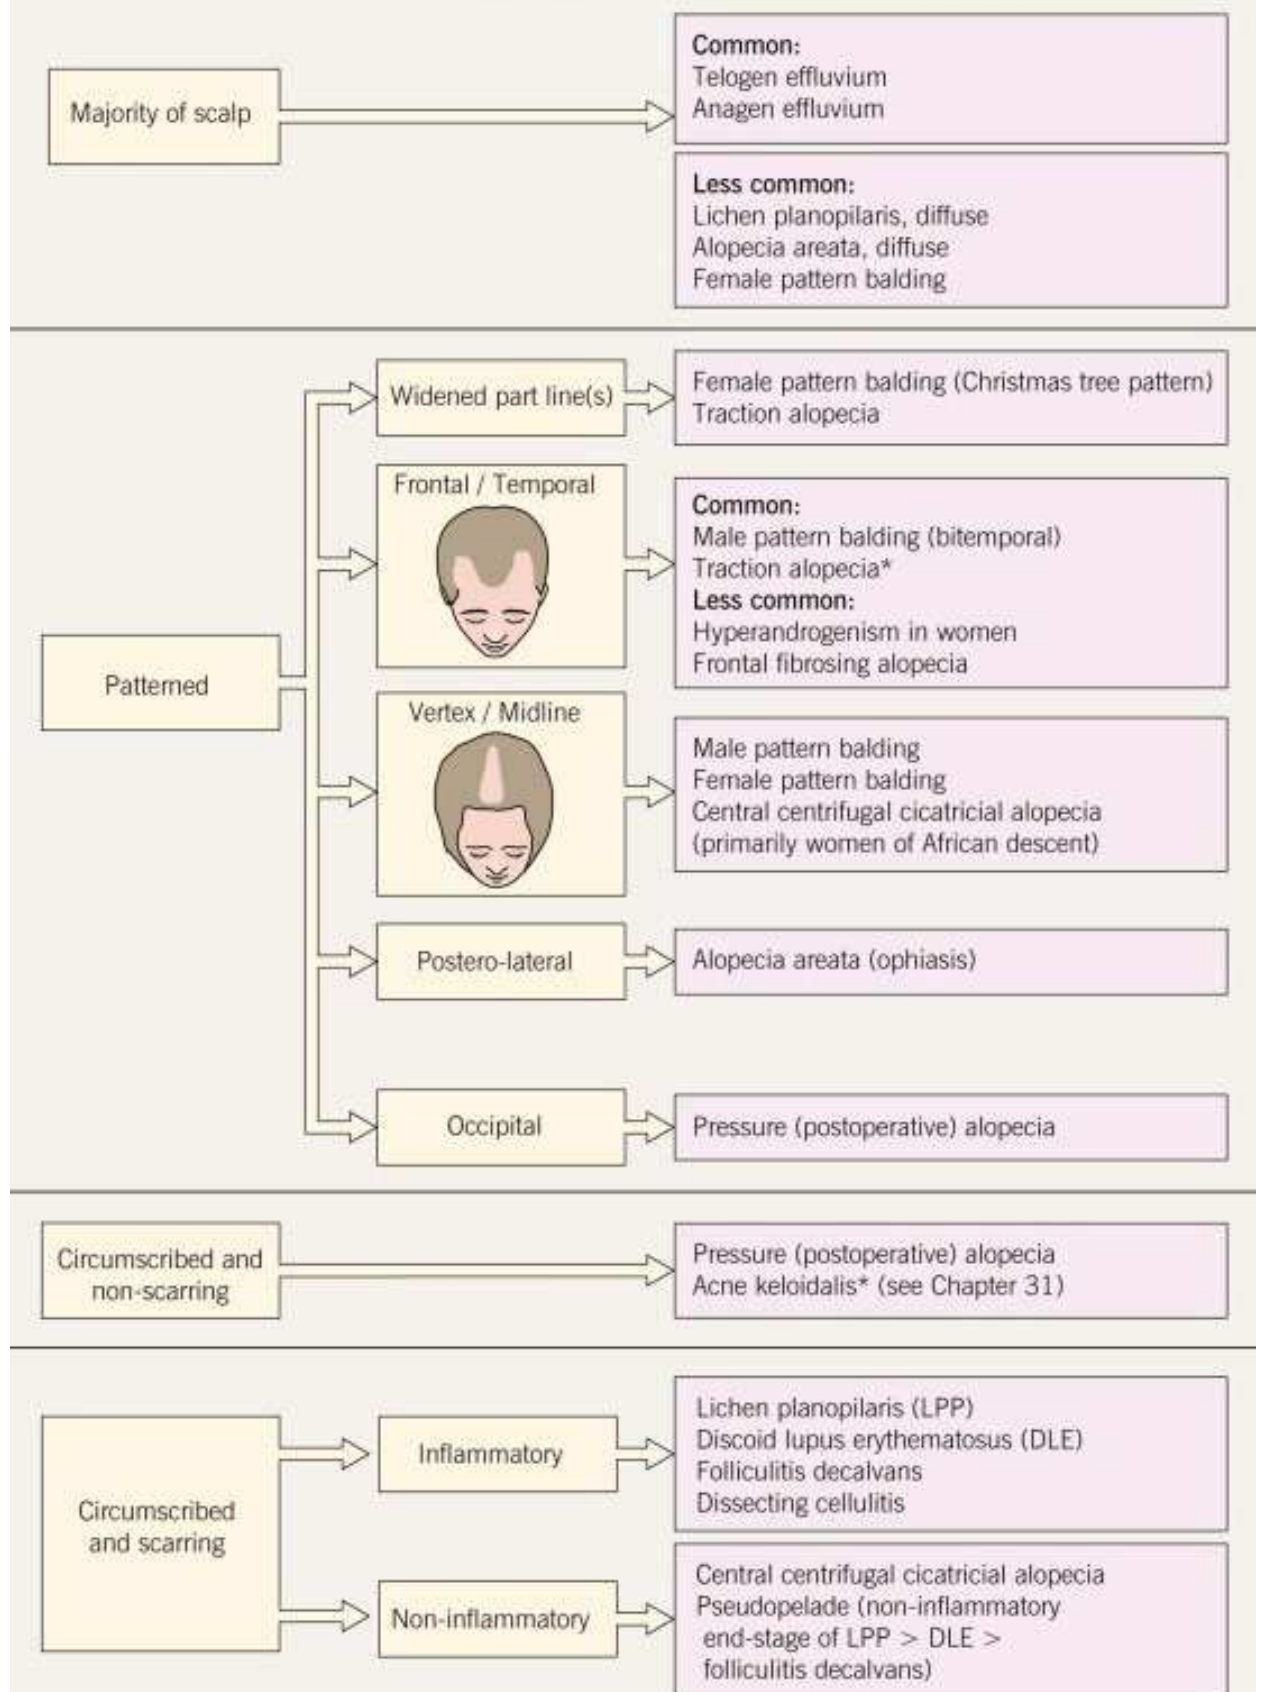 Majority of scalp
Common:
Telogen effluvium
Anagen effluvium
Less common:
Lichen planopilaris, diffuse
Alopecia areata, diffuse
Female pattern balding
Patterned
Widened part line(s)
Female pattern balding (Christmas tree pattern)
Traction alopecia
Frontal / Temporal
Common:
Male pattern balding (bitemporal)
Traction alopecia*
Less common:
Hyperandrogenism in women
Frontal fibrosing alopecia
Vertex / Midline
Male pattern balding
Female pattern balding
Central centrifugal cicatricial alopecia
(primarily women of African descent)
Postero-lateral
Alopecia areata (ophiasis)
Occipital
Pressure (postoperative) alopecia
Circumscribed and
non-scarring
Pressure (postoperative) alopecia
Acne keloidalis* (see Chapter 31)
Circumscribed
and scarring
Inflammatory
Lichen planopilaris (LPP)
Discoid lupus erythematosus (DLE)
Folliculitis decalvans
Dissecting cellulitis
Non-inflammatory
Central centrifugal cicatricial alopecia
Pseudopelade (non-inflammatory
end-stage of LPP > DLE >
folliculitis decalvans)